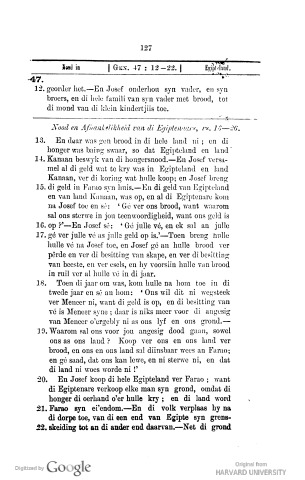 127
Nood in | GEN. 47 : 12—22. | Egipt-land.
47.
12. goorder het.—En Josef onderhou syn vader, en syn
broers, en di hele famili van syn vader met brood, tot
di mond van di klein kindertjiis toe.
Nood en Afhankelikheid van di Egiptenare, vs. 13—26.
13. En daar was gen brood in di hele land ni; en di
honger was baing swaar, so dat Egipteland en land
14. Kanaan beswyk van di hongersnood.—En Josef versa-
mel al di geld wat te kry was in Egipteland en land
Kanaan, ver di koring wat hulle koop; en Josef breng
15. di geld in Farao syn huis.—En di geld van Egipteland
en van land Kanaan, was op, en al di Egiptenare kom
na Josef toe en sê: 'Gé ver ons brood, want waarom
sal ons sterwe in jou teenwoordigheid, want ons geld is
16. op?'—En Josef sê: 'Gé julle vé, en ek sal an julle
17. gé ver julle vé as julle geld op is.'—Toen breng hulle
hulle vé na Josef toe, en Josef gé an hulle brood ver
pêrde en ver di besitting van skape, en ver di besitting
van beeste, en ver esels, en hy voorsiin hulle van brood
in ruil ver al hulle vé in di jaar.
18. Toen di jaar om was, kom hulle na hom toe in di
twede jaar en sê an hom: 'Ons wil dit ni wegsteek
ver Meneer ni, want di geld is op, en di besitting van
vé is Meneer syne; daar is niks meer voor di angesig
van Meneer o'ergebly ni as ons lyf en ons grond.—
19. Waarom sal ons voor jou angesig dood gaan, sowel
ons as ons land? Koop ver ons en ons land ver
brood, en ons en ons land sal diinsbaar wees an Farao;
en gé saad, dat ons kan lewe, en ni sterwe ni, en dat
di land ni woes worde ni!'
20. En Josef koop di hele Egipteland ver Farao; want
di Egiptenare verkoop elke man syn grond, omdat di
honger di oerland o'er hulle kry; en di land word
21. Farao syn ei'endom.—En di volk verplaas hy na
di dorpe toe, van di een end van Egipte syn grens-
22. skeiding tot an di ander end daarvan.—Net di grond
Digitized by Google
Original from
HARVARD UNIVERSITY